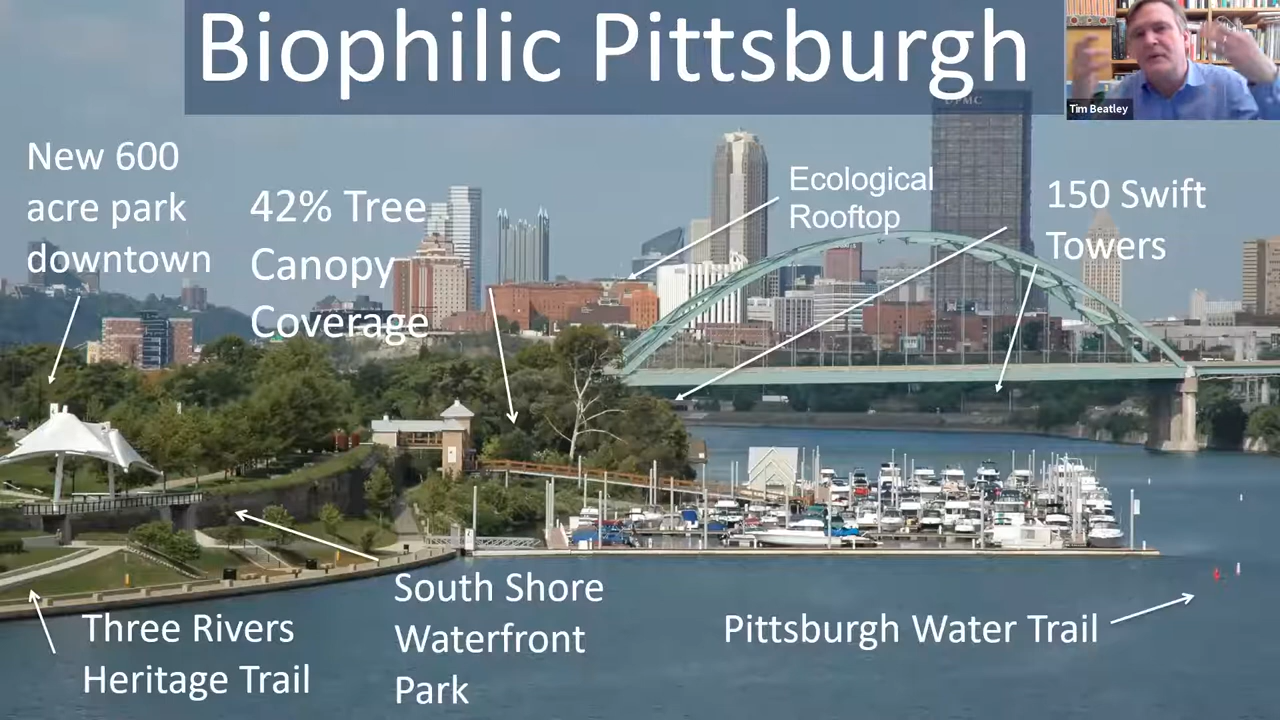 Biophilic Pittsburgh
Tim Beatley
UPMC
New 600
acre park
downtown
42% Tree
Canopy
Coverage
Ecological
Rooftop
150 Swift
Towers
Three Rivers
Heritage Trail
South Shore
Waterfront
Park
Pittsburgh Water Trail